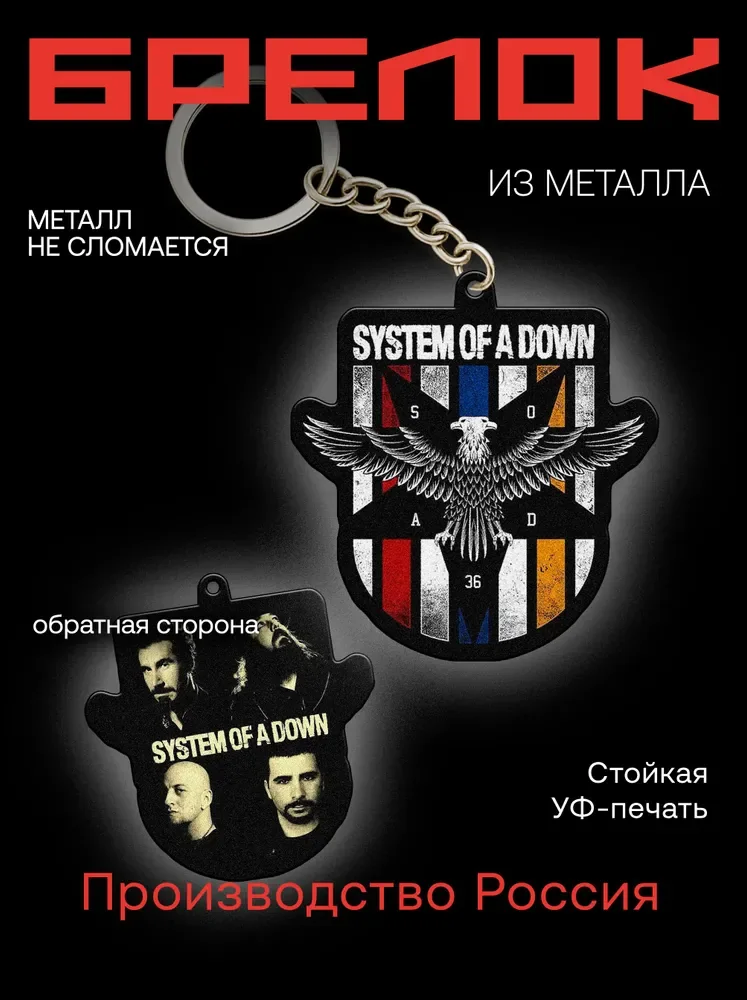 БРЕЛОК
ИЗ МЕТАЛЛА
МЕТАЛЛ
НЕ СЛОМАЕТСЯ
SYSTEM OF A DOWN
S O
A D
36
обратная сторона
SYSTEM OF A DOWN
Стойкая
УФ-печать
Производство Россия